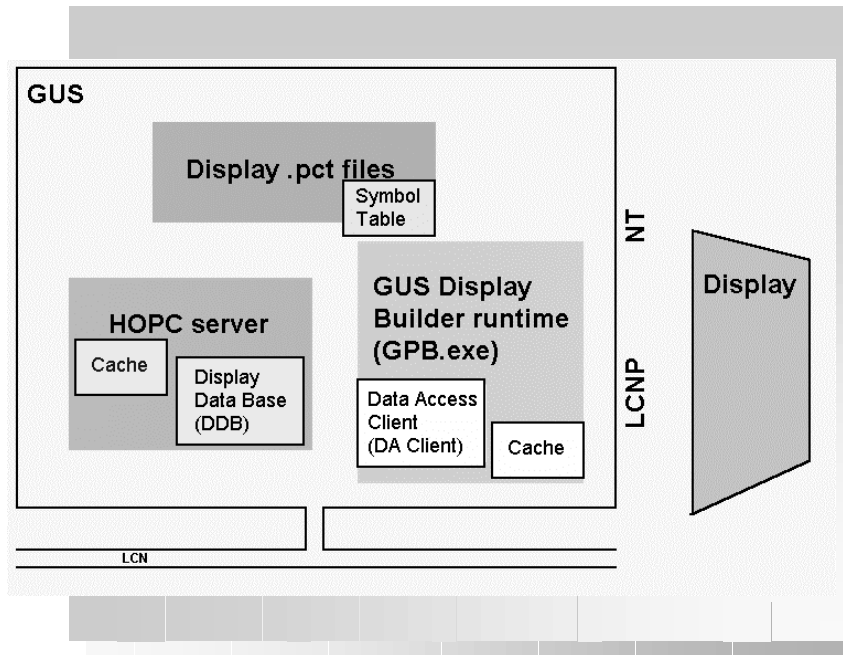 GUS
Display .pct files
Symbol
Table
NT
Display
GUS Display
Builder runtime
(GPB.exe)
HOPC server
Cache
Display
Data Base
(DDB)
Data Access
Client
(DA Client)
Cache
LCNP
LCN